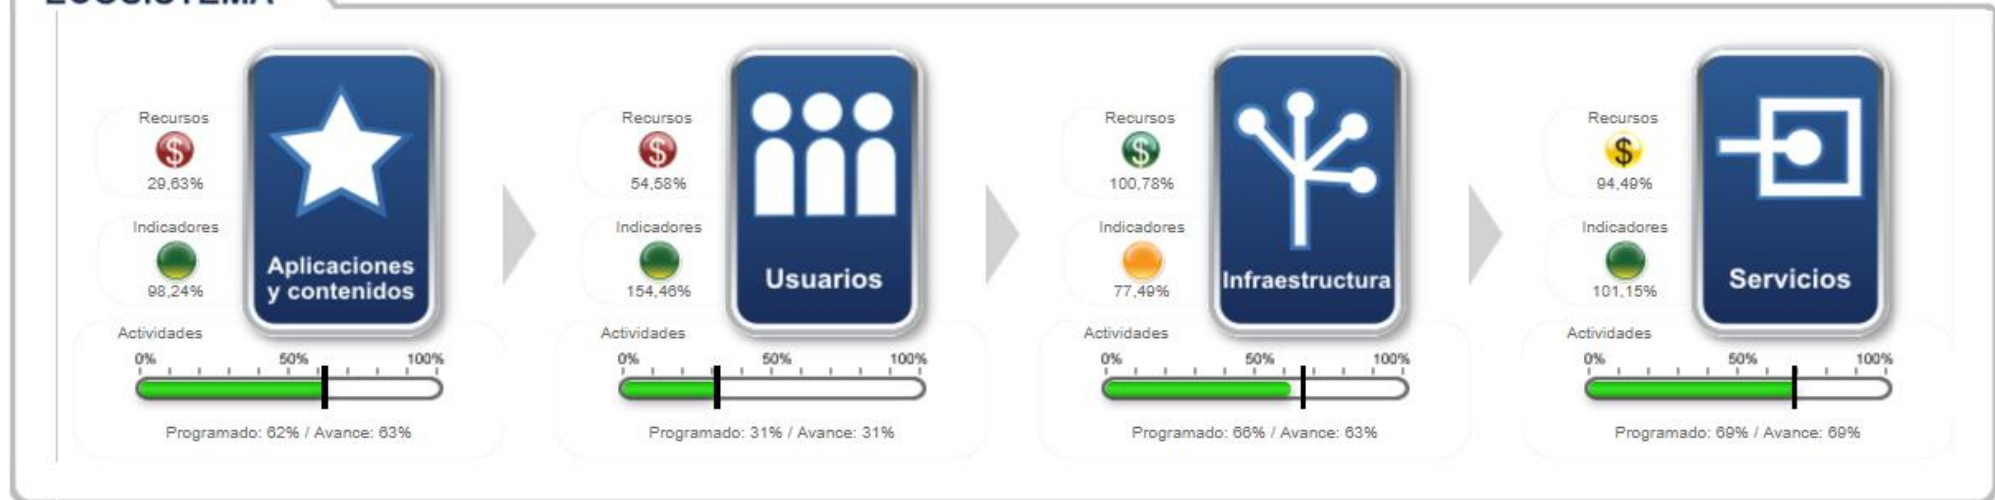 ECOSISTEMA
Recursos
$
29,63%
Indicadores
98,24%
Aplicaciones
y contenidos
Actividades
0% 50% 100%
Programado: 62% / Avance: 63%
Recursos
$
54,58%
Indicadores
154,46%
Usuarios
Actividades
0% 50% 100%
Programado: 31% / Avance: 31%
Recursos
$
100,78%
Indicadores
77,49%
Infraestructura
Actividades
0% 50% 100%
Programado: 66% / Avance: 63%
Recursos
$
94,49%
Indicadores
101,15%
Servicios
Actividades
0% 50% 100%
Programado: 69% / Avance: 69%